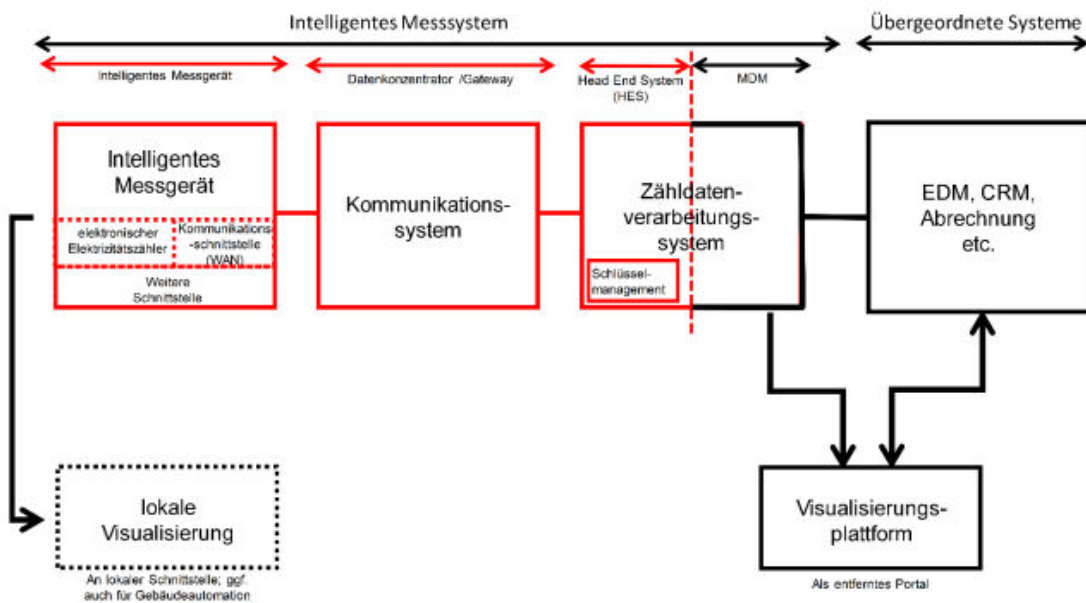 Intelligentes Messsystem
Übergeordnete Systeme
Intelligentes Messgerät
Datenkonzentrator /Gateway
Head End System
(HES)
MDM
Intelligentes
Messgerät
elektronischer
Elektrizitätszähler
Kommunikations
-schnittstelle
(WAN)
Weitere
Schnittstelle
Kommunikations-
system
Zähldaten-
verarbeitungs-
system
Schlüssel-
management
EDM, CRM,
Abrechnung
etc.
lokale
Visualisierung
An lokaler Schnittstelle; ggf.
auch für Gebäudeautomation
Visualisierungs-
plattform
Als entferntes Portal